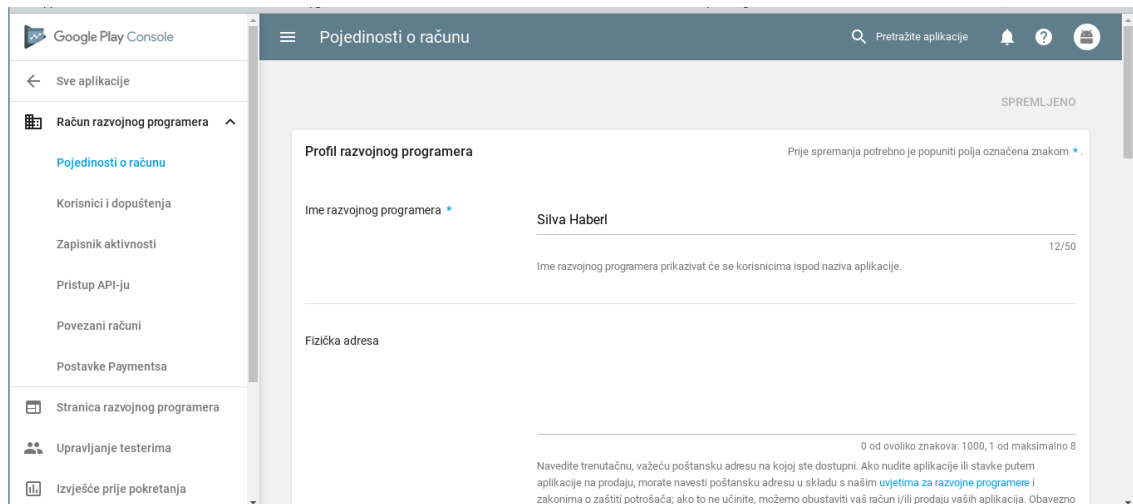 Google Play Console
Pojedinosti o računu
Pretražite aplikacije
Sve aplikacije
SPREMLJENO
Račun razvojnog programera
Pojedinosti o računu
Korisnici i dopuštenja
Zapisnik aktivnosti
Pristup API-ju
Povezani računi
Postavke Paymentsa
Stranica razvojnog programera
Upravljanje testerima
Izvješće prije pokretanja
Profil razvojnog programera
Prije spremanja potrebno je popuniti polja označena znakom * .
Ime razvojnog programera *
Silva Haberl
12/50
Ime razvojnog programera prikazivat će se korisnicima ispod naziva aplikacije.
Fizička adresa
0 od ovoliko znakova: 1000, 1 od maksimalno 8
Navedite trenutačnu, važeću poštansku adresu na kojoj ste dostupni. Ako nudite aplikacije ili stavke putem
aplikacije na prodaju, morate navesti poštansku adresu u skladu s našim uvjetima za razvojne programere i
zakonima o zaštiti potrošača; ako to ne učinite, možemo obustaviti vaš račun i/ili prodaju vaših aplikacija. Obavezno